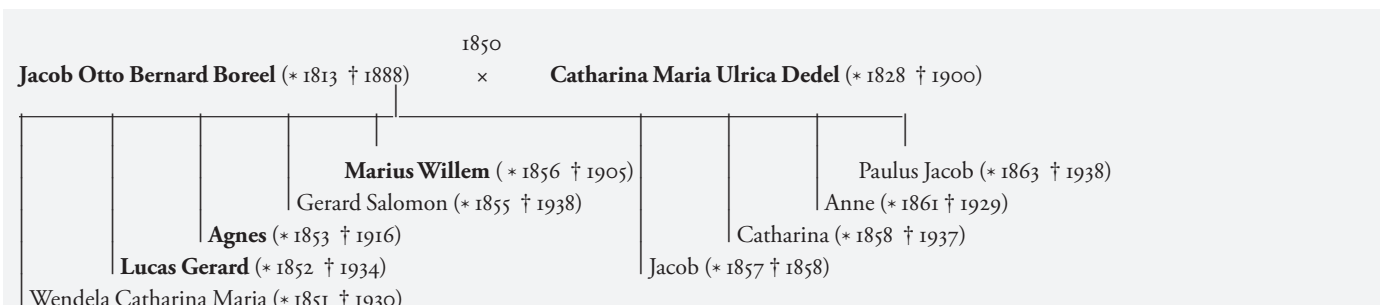 1850
Jacob Otto Bernard Boreel (* 1813 † 1888) × Catharina Maria Ulrica Dedel (* 1828 † 1900)
Marius Willem ( * 1856 † 1905) Paulus Jacob (* 1863 † 1938)
Gerard Salomon (* 1855 † 1938) Anne (* 1861 † 1929)
Agnes (* 1853 † 1916) Catharina (* 1858 † 1937)
Lucas Gerard (* 1852 † 1934) Jacob (* 1857 † 1858)
Wendela Catharina Maria (* 1851 † 1930)